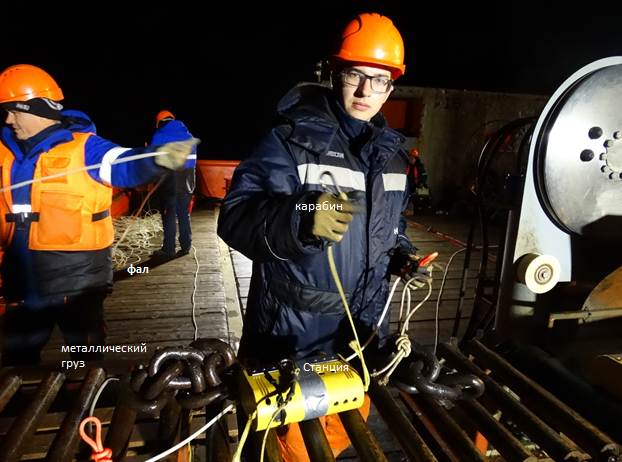 карабин
фал
металлический
груз
Станция